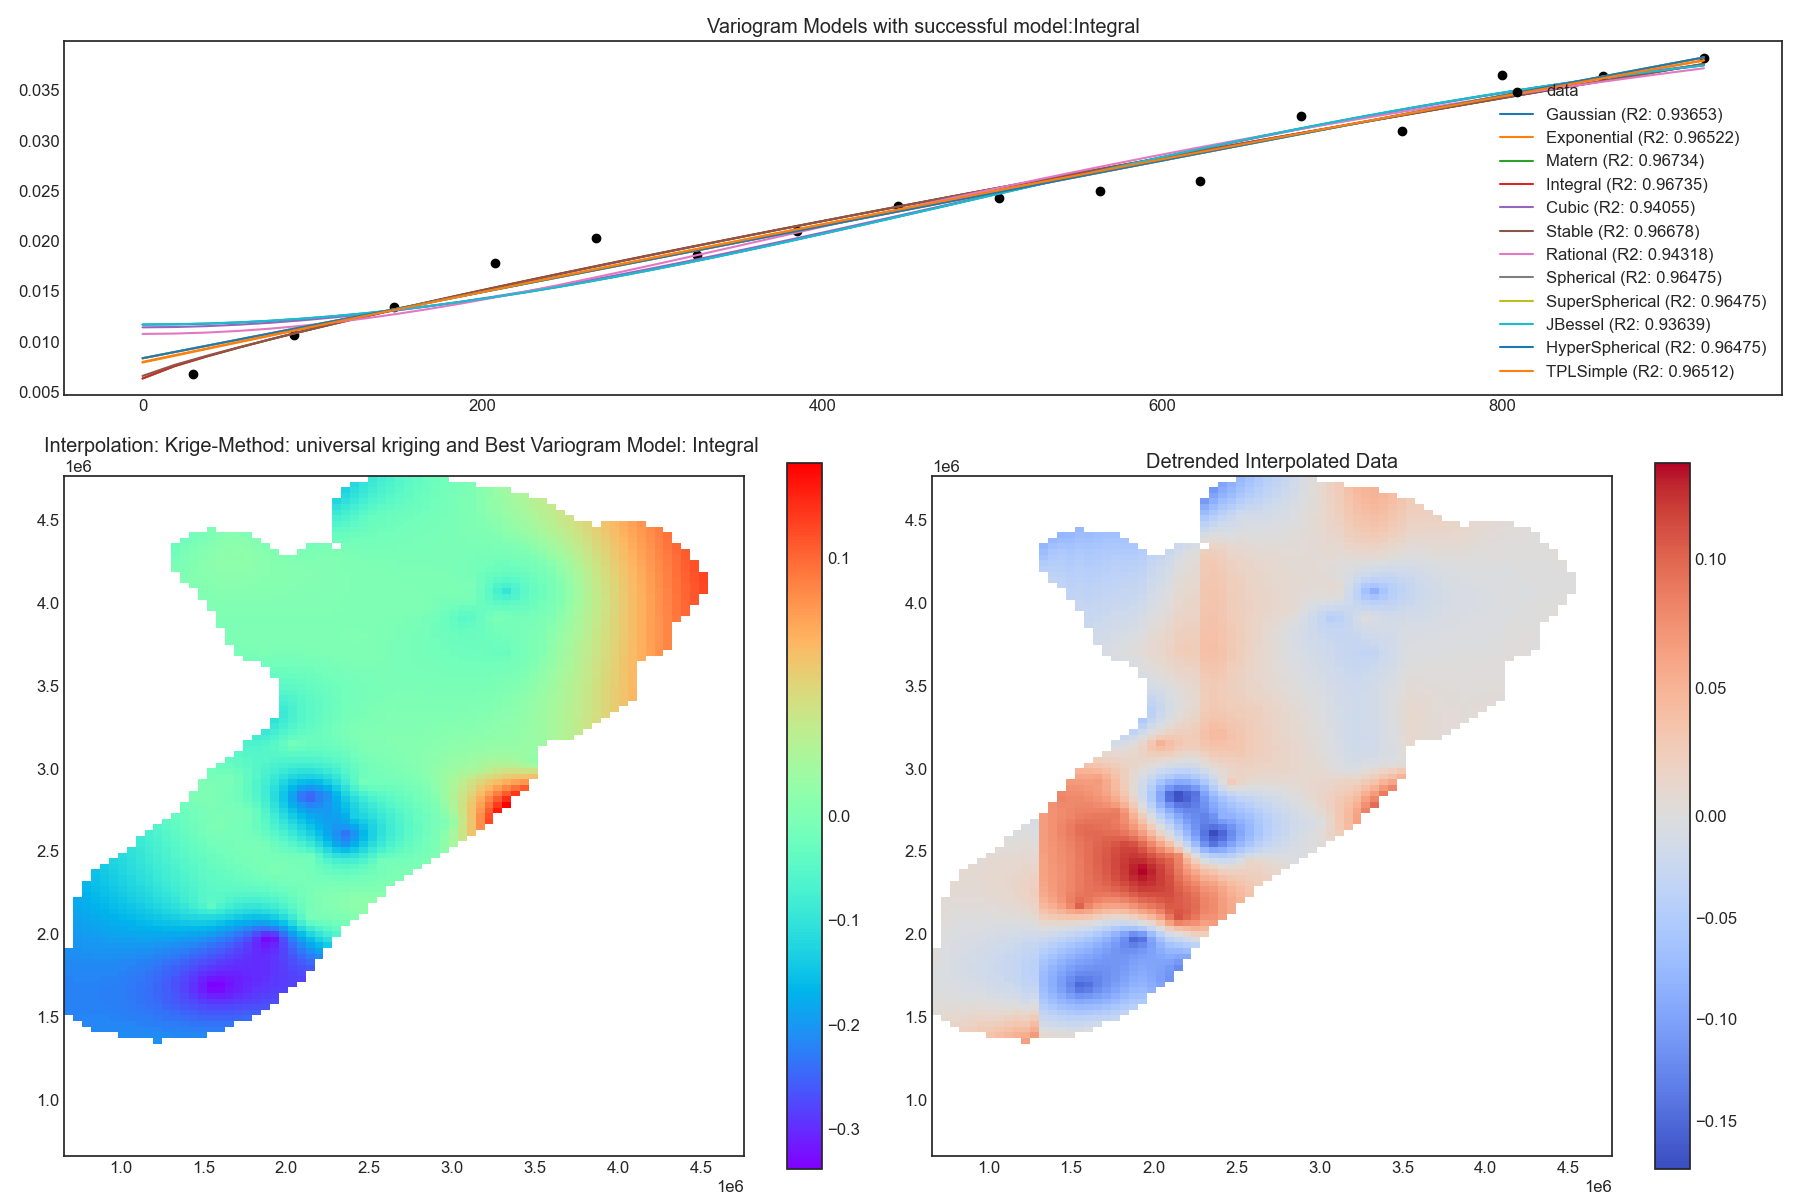 Variogram Models with successful model:Integral
0.035
0.030
0.025
0.020
0.015
0.010
0.005
0
200
400
600
800
data
Gaussian (R2: 0.93653)
Exponential (R2: 0.96522)
Matern (R2: 0.96734)
Integral (R2: 0.96735)
Cubic (R2: 0.94055)
Stable (R2: 0.96678)
Rational (R2: 0.94318)
Spherical (R2: 0.96475)
SuperSpherical (R2: 0.96475)
JBessel (R2: 0.93639)
HyperSpherical (R2: 0.96475)
TPLSimple (R2: 0.96512)
Interpolation: Krige-Method: universal kriging and Best Variogram Model: Integral
1e6
4.5
4.0
3.5
3.0
2.5
2.0
1.5
1.0
1.0
1.5
2.0
2.5
3.0
3.5
4.0
4.5
1e6
0.1
0.0
−0.1
−0.2
−0.3
Detrended Interpolated Data
1e6
4.5
4.0
3.5
3.0
2.5
2.0
1.5
1.0
1.0
1.5
2.0
2.5
3.0
3.5
4.0
4.5
1e6
0.10
0.05
0.00
−0.05
−0.10
−0.15